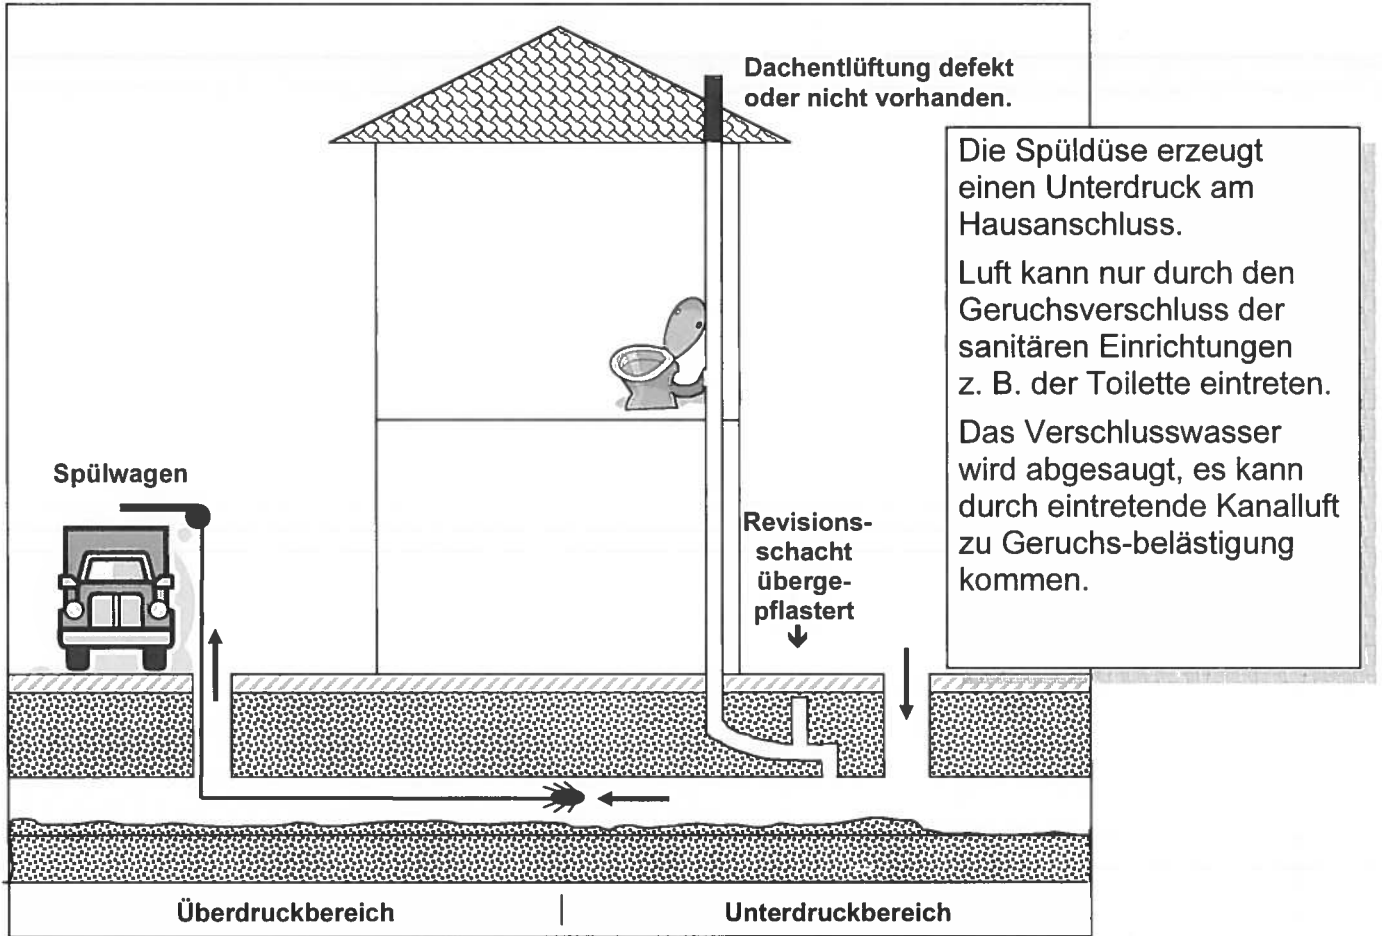 Dachentlüftung defekt
oder nicht vorhanden.
Die Spüldüse erzeugt
einen Unterdruck am
Hausanschluss.
Luft kann nur durch den
Geruchsverschluss der
sanitären Einrichtungen
z. B. der Toilette eintreten.
Das Verschlusswasser
wird abgesaugt, es kann
durch eintretende Kanalluft
zu Geruchs-belästigung
kommen.
Spülwagen
Revisions-
schacht
überge-
pflastert
Überdruckbereich
Unterdruckbereich